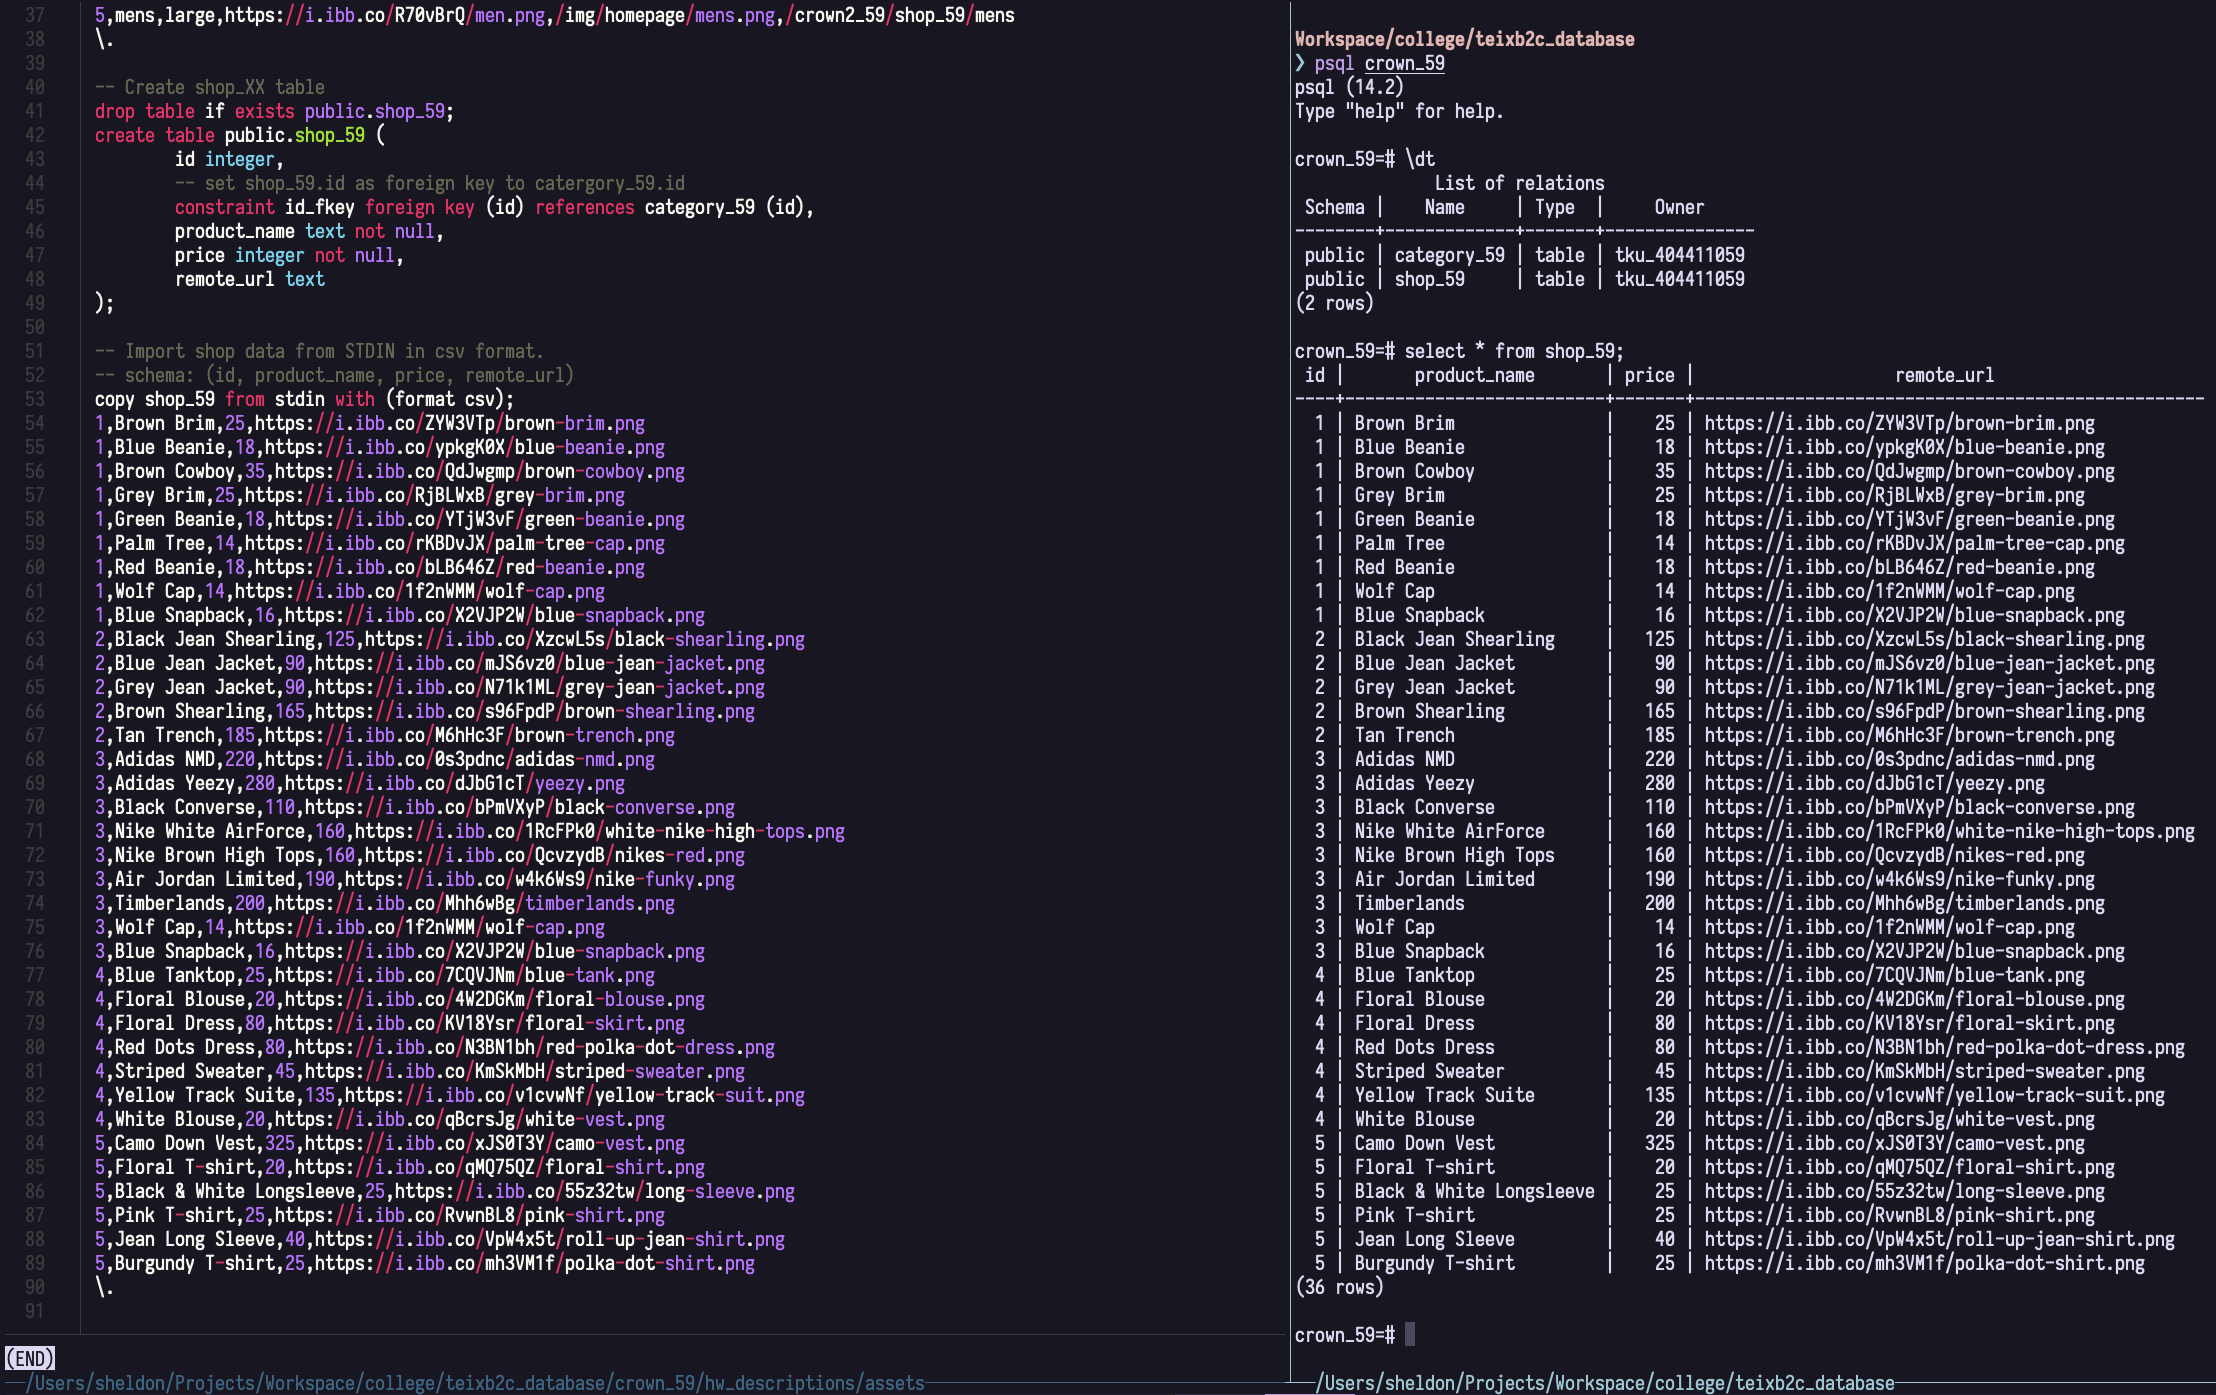 37 5,mens,large,https://i.ibb.co/R70vBrQ/men.png,/img/homepage/mens.png,/crown2_59/shop_59/mens
38 \.
39
40 -- Create shop_XX table
41 drop table if exists public.shop_59;
42 create table public.shop_59 (
43 id integer,
44 -- set shop_59.id as foreign key to catergory_59.id
45 constraint id_fkey foreign key (id) references category_59 (id),
46 product_name text not null,
47 price integer not null,
48 remote_url text
49 );
50
51 -- Import shop data from STDIN in csv format.
52 -- schema: (id, product_name, price, remote_url)
53 copy shop_59 from stdin with (format csv);
54 1,Brown Brim,25,https://i.ibb.co/ZYW3VTp/brown-brim.png
55 1,Blue Beanie,18,https://i.ibb.co/ypkgK0X/blue-beanie.png
56 1,Brown Cowboy,35,https://i.ibb.co/QdJwgmp/brown-cowboy.png
57 1,Grey Brim,25,https://i.ibb.co/RjBLWxB/grey-brim.png
58 1,Green Beanie,18,https://i.ibb.co/YTjW3vF/green-beanie.png
59 1,Palm Tree,14,https://i.ibb.co/rKBDvJX/palm-tree-cap.png
60 1,Red Beanie,18,https://i.ibb.co/bLB646Z/red-beanie.png
61 1,Wolf Cap,14,https://i.ibb.co/1f2nWMM/wolf-cap.png
62 1,Blue Snapback,16,https://i.ibb.co/X2VJP2W/blue-snapback.png
63 2,Black Jean Shearling,125,https://i.ibb.co/XzcwL5s/black-shearling.png
64 2,Blue Jean Jacket,90,https://i.ibb.co/mJS6vz0/blue-jean-jacket.png
65 2,Grey Jean Jacket,90,https://i.ibb.co/N71k1ML/grey-jean-jacket.png
66 2,Brown Shearling,165,https://i.ibb.co/s96FpdP/brown-shearling.png
67 2,Tan Trench,185,https://i.ibb.co/M6hHc3F/brown-trench.png
68 3,Adidas NMD,220,https://i.ibb.co/0s3pdnc/adidas-nmd.png
69 3,Adidas Yeezy,280,https://i.ibb.co/dJbG1cT/yeezy.png
70 3,Black Converse,110,https://i.ibb.co/bPmVXyP/black-converse.png
71 3,Nike White AirForce,160,https://i.ibb.co/1RcFPk0/white-nike-high-tops.png
72 3,Nike Brown High Tops,160,https://i.ibb.co/QcvzydB/nikes-red.png
73 3,Air Jordan Limited,190,https://i.ibb.co/w4k6Ws9/nike-funky.png
74 3,Timberlands,200,https://i.ibb.co/Mhh6wBg/timberlands.png
75 3,Wolf Cap,14,https://i.ibb.co/1f2nWMM/wolf-cap.png
76 3,Blue Snapback,16,https://i.ibb.co/X2VJP2W/blue-snapback.png
77 4,Blue Tanktop,25,https://i.ibb.co/7CQVJNm/blue-tank.png
78 4,Floral Blouse,20,https://i.ibb.co/4W2DGKm/floral-blouse.png
79 4,Floral Dress,80,https://i.ibb.co/KV18Ysr/floral-skirt.png
80 4,Red Dots Dress,80,https://i.ibb.co/N3BN1bh/red-polka-dot-dress.png
81 4,Striped Sweater,45,https://i.ibb.co/KmSkMbH/striped-sweater.png
82 4,Yellow Track Suite,135,https://i.ibb.co/v1cvwNf/yellow-track-suit.png
83 4,White Blouse,20,https://i.ibb.co/qBcrsJg/white-vest.png
84 5,Camo Down Vest,325,https://i.ibb.co/xJS0T3Y/camo-vest.png
85 5,Floral T-shirt,20,https://i.ibb.co/qMQ75QZ/floral-shirt.png
86 5,Black & White Longsleeve,25,https://i.ibb.co/55z32tw/long-sleeve.png
87 5,Pink T-shirt,25,https://i.ibb.co/RvwnBL8/pink-shirt.png
88 5,Jean Long Sleeve,40,https://i.ibb.co/VpW4x5t/roll-up-jean-shirt.png
89 5,Burgundy T-shirt,25,https://i.ibb.co/mh3VM1f/polka-dot-shirt.png
90 \.
91
(END)
/Users/sheldon/Projects/Workspace/college/teixb2c_database/crown_59/hw_descriptions/assets
Workspace/college/teixb2c_database
❯ psql crown_59
psql (14.2)
Type "help" for help.
crown_59=# \dt
List of relations
Schema | Name | Type | Owner
--------+-------------+-------+--------------
public | category_59 | table | tku_404411059
public | shop_59 | table | tku_404411059
(2 rows)
crown_59=# select * from shop_59;
id | product_name | price | remote_url
----+--------------------------+-------+---------------------------------------------------
1 | Brown Brim | 25 | https://i.ibb.co/ZYW3VTp/brown-brim.png
1 | Blue Beanie | 18 | https://i.ibb.co/ypkgK0X/blue-beanie.png
1 | Brown Cowboy | 35 | https://i.ibb.co/QdJwgmp/brown-cowboy.png
1 | Grey Brim | 25 | https://i.ibb.co/RjBLWxB/grey-brim.png
1 | Green Beanie | 18 | https://i.ibb.co/YTjW3vF/green-beanie.png
1 | Palm Tree | 14 | https://i.ibb.co/rKBDvJX/palm-tree-cap.png
1 | Red Beanie | 18 | https://i.ibb.co/bLB646Z/red-beanie.png
1 | Wolf Cap | 14 | https://i.ibb.co/1f2nWMM/wolf-cap.png
1 | Blue Snapback | 16 | https://i.ibb.co/X2VJP2W/blue-snapback.png
2 | Black Jean Shearling | 125 | https://i.ibb.co/XzcwL5s/black-shearling.png
2 | Blue Jean Jacket | 90 | https://i.ibb.co/mJS6vz0/blue-jean-jacket.png
2 | Grey Jean Jacket | 90 | https://i.ibb.co/N71k1ML/grey-jean-jacket.png
2 | Brown Shearling | 165 | https://i.ibb.co/s96FpdP/brown-shearling.png
2 | Tan Trench | 185 | https://i.ibb.co/M6hHc3F/brown-trench.png
3 | Adidas NMD | 220 | https://i.ibb.co/0s3pdnc/adidas-nmd.png
3 | Adidas Yeezy | 280 | https://i.ibb.co/dJbG1cT/yeezy.png
3 | Black Converse | 110 | https://i.ibb.co/bPmVXyP/black-converse.png
3 | Nike White AirForce | 160 | https://i.ibb.co/1RcFPk0/white-nike-high-tops.png
3 | Nike Brown High Tops | 160 | https://i.ibb.co/QcvzydB/nikes-red.png
3 | Air Jordan Limited | 190 | https://i.ibb.co/w4k6Ws9/nike-funky.png
3 | Timberlands | 200 | https://i.ibb.co/Mhh6wBg/timberlands.png
3 | Wolf Cap | 14 | https://i.ibb.co/1f2nWMM/wolf-cap.png
3 | Blue Snapback | 16 | https://i.ibb.co/X2VJP2W/blue-snapback.png
4 | Blue Tanktop | 25 | https://i.ibb.co/7CQVJNm/blue-tank.png
4 | Floral Blouse | 20 | https://i.ibb.co/4W2DGKm/floral-blouse.png
4 | Floral Dress | 80 | https://i.ibb.co/KV18Ysr/floral-skirt.png
4 | Red Dots Dress | 80 | https://i.ibb.co/N3BN1bh/red-polka-dot-dress.png
4 | Striped Sweater | 45 | https://i.ibb.co/KmSkMbH/striped-sweater.png
4 | Yellow Track Suite | 135 | https://i.ibb.co/v1cvwNf/yellow-track-suit.png
4 | White Blouse | 20 | https://i.ibb.co/qBcrsJg/white-vest.png
5 | Camo Down Vest | 325 | https://i.ibb.co/xJS0T3Y/camo-vest.png
5 | Floral T-shirt | 20 | https://i.ibb.co/qMQ75QZ/floral-shirt.png
5 | Black & White Longsleeve | 25 | https://i.ibb.co/55z32tw/long-sleeve.png
5 | Pink T-shirt | 25 | https://i.ibb.co/RvwnBL8/pink-shirt.png
5 | Jean Long Sleeve | 40 | https://i.ibb.co/VpW4x5t/roll-up-jean-shirt.png
5 | Burgundy T-shirt | 25 | https://i.ibb.co/mh3VM1f/polka-dot-shirt.png
(36 rows)
crown_59=#
/Users/sheldon/Projects/Workspace/college/teixb2c_database